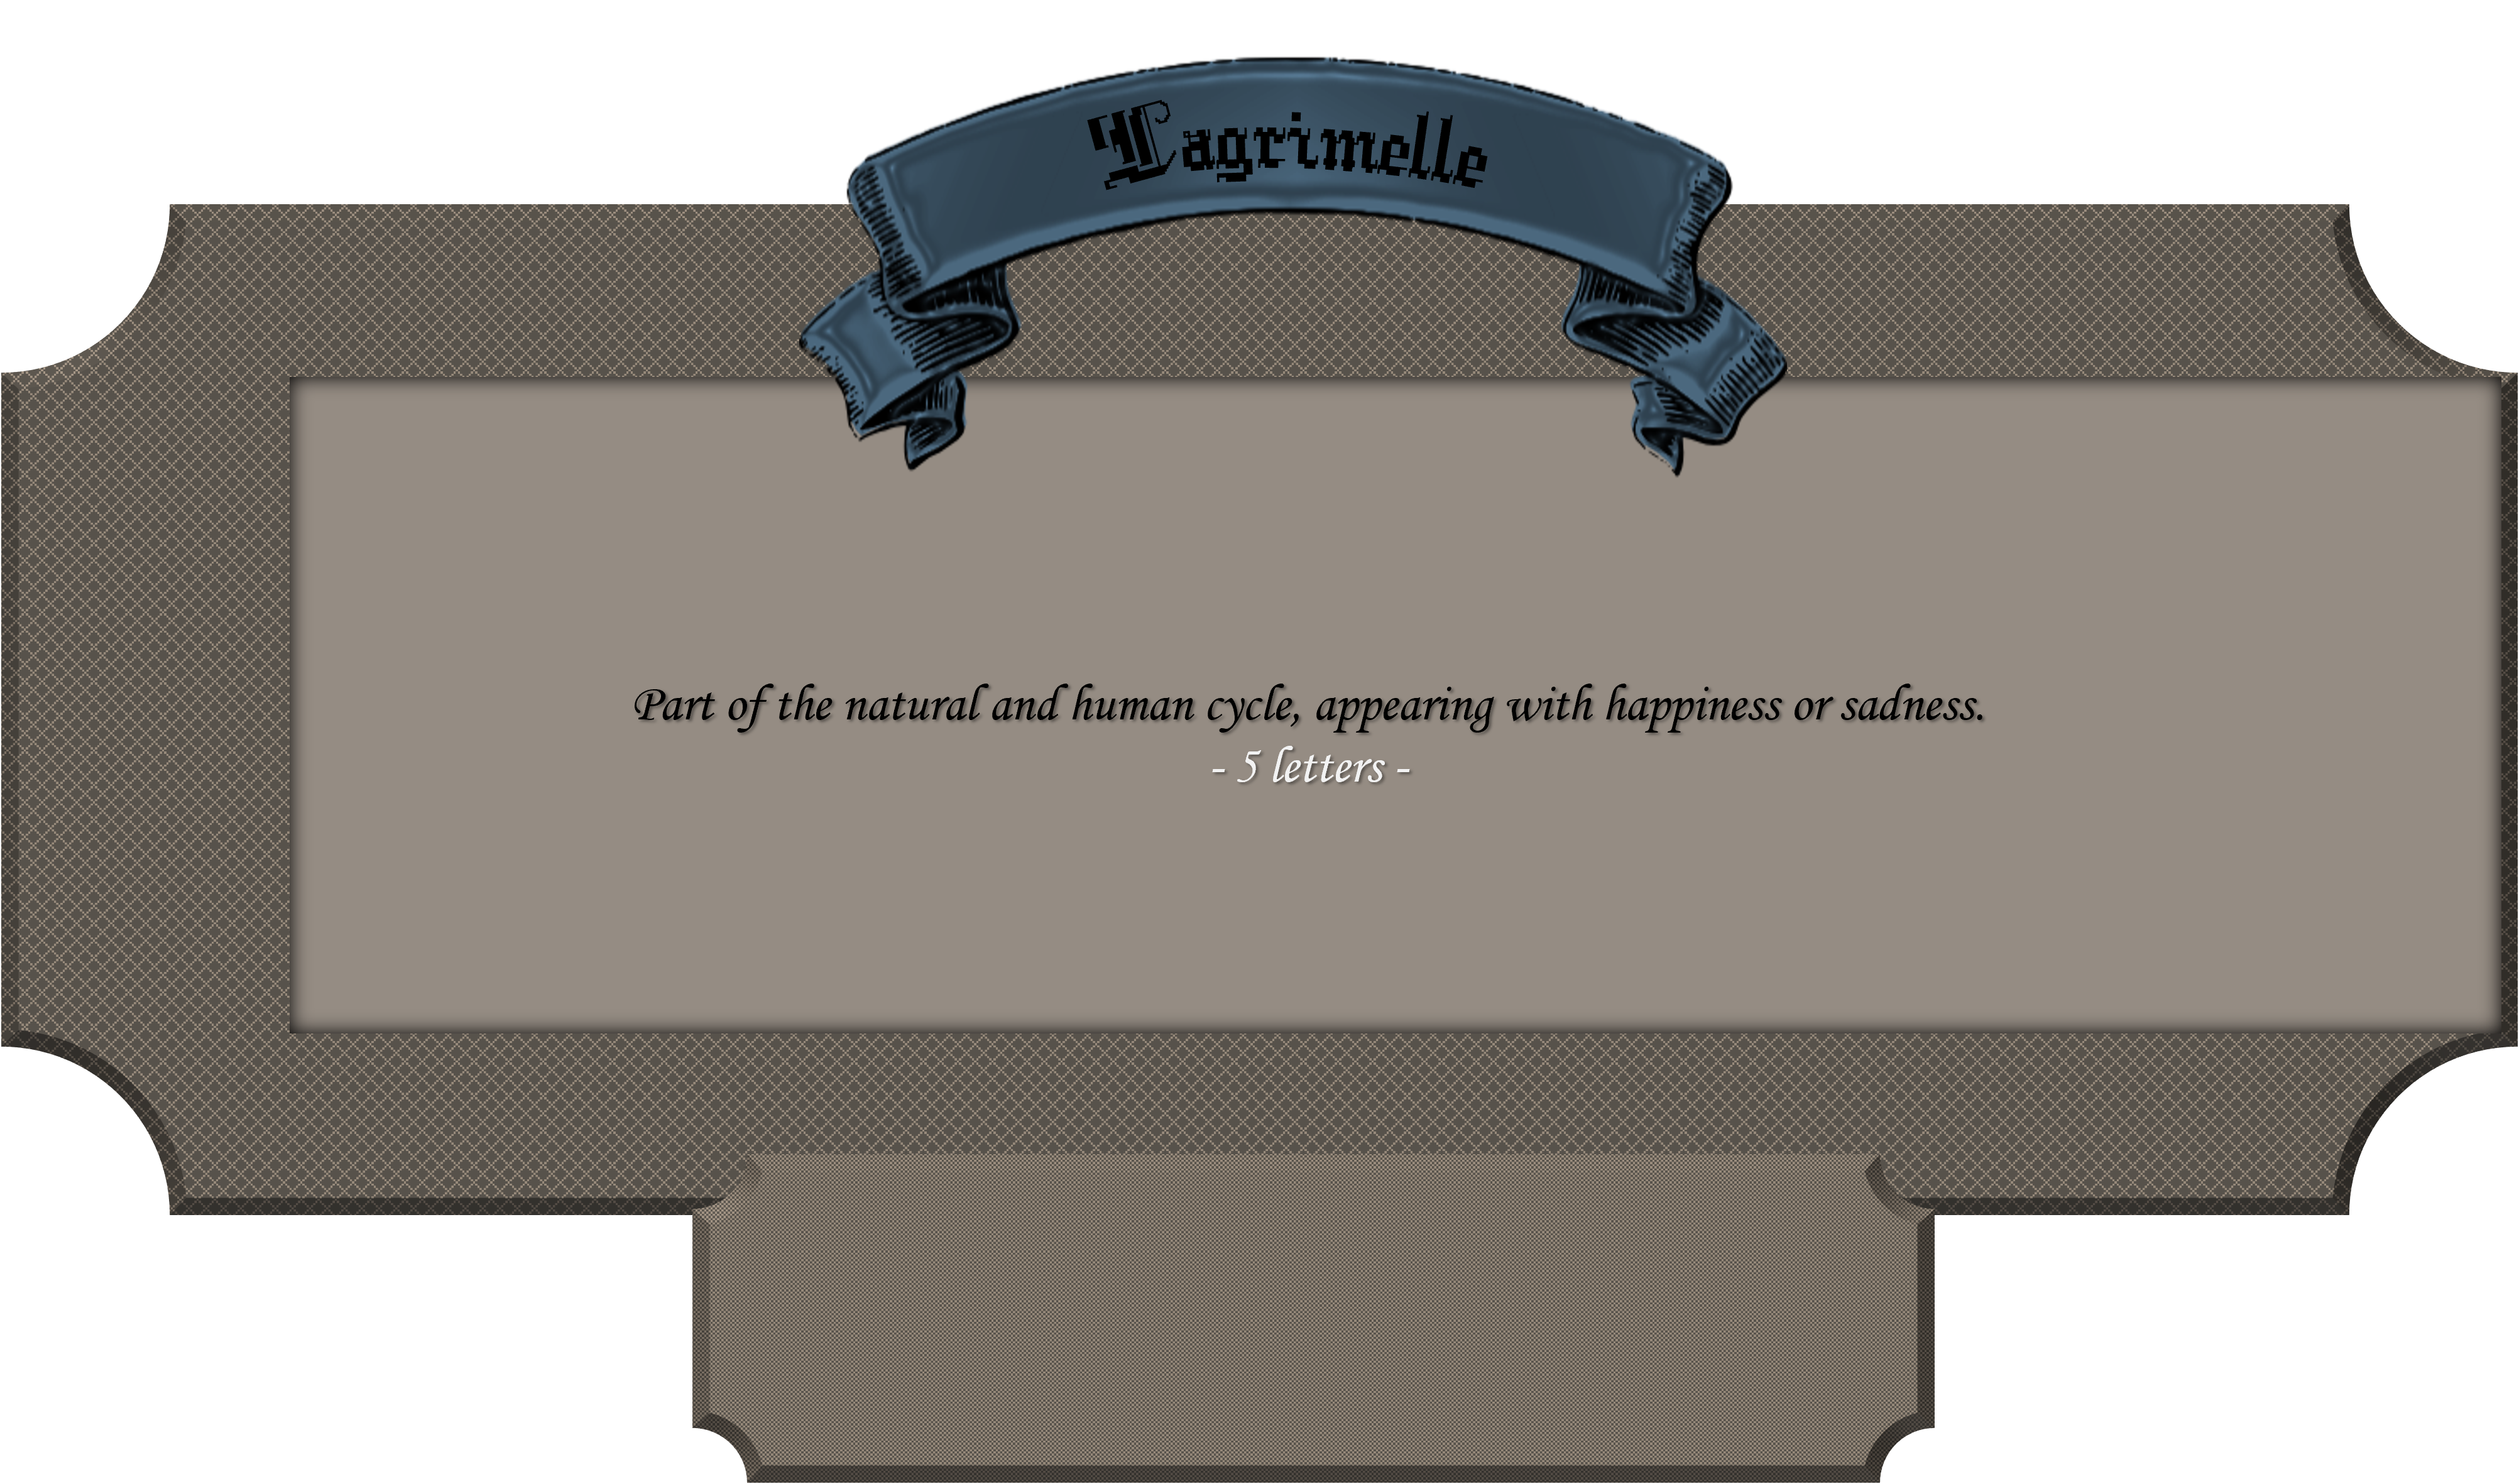 Lagrimelle
Part of the natural and human cycle, appearing with happiness or sadness.
- 5 letters -